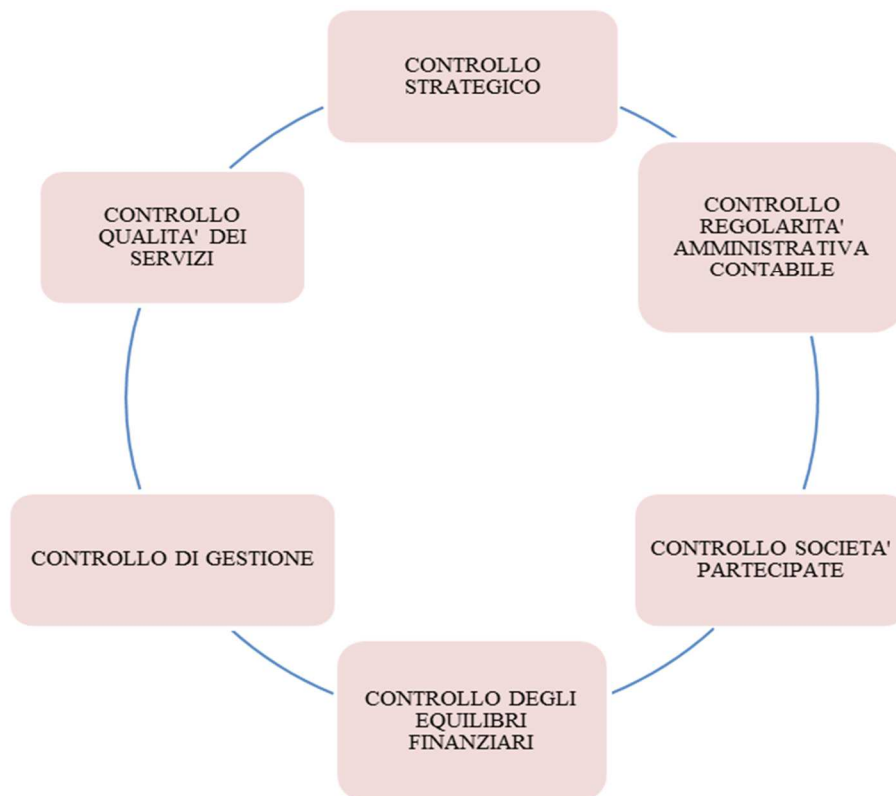 CONTROLLO
STRATEGICO
CONTROLLO
REGOLARITA'
AMMINISTRATIVA
CONTABILE
CONTROLLO SOCIETA'
PARTECIPATE
CONTROLLO DEGLI
EQUILIBRI
FINANZIARI
CONTROLLO DI GESTIONE
CONTROLLO
QUALITA' DEI
SERVIZI